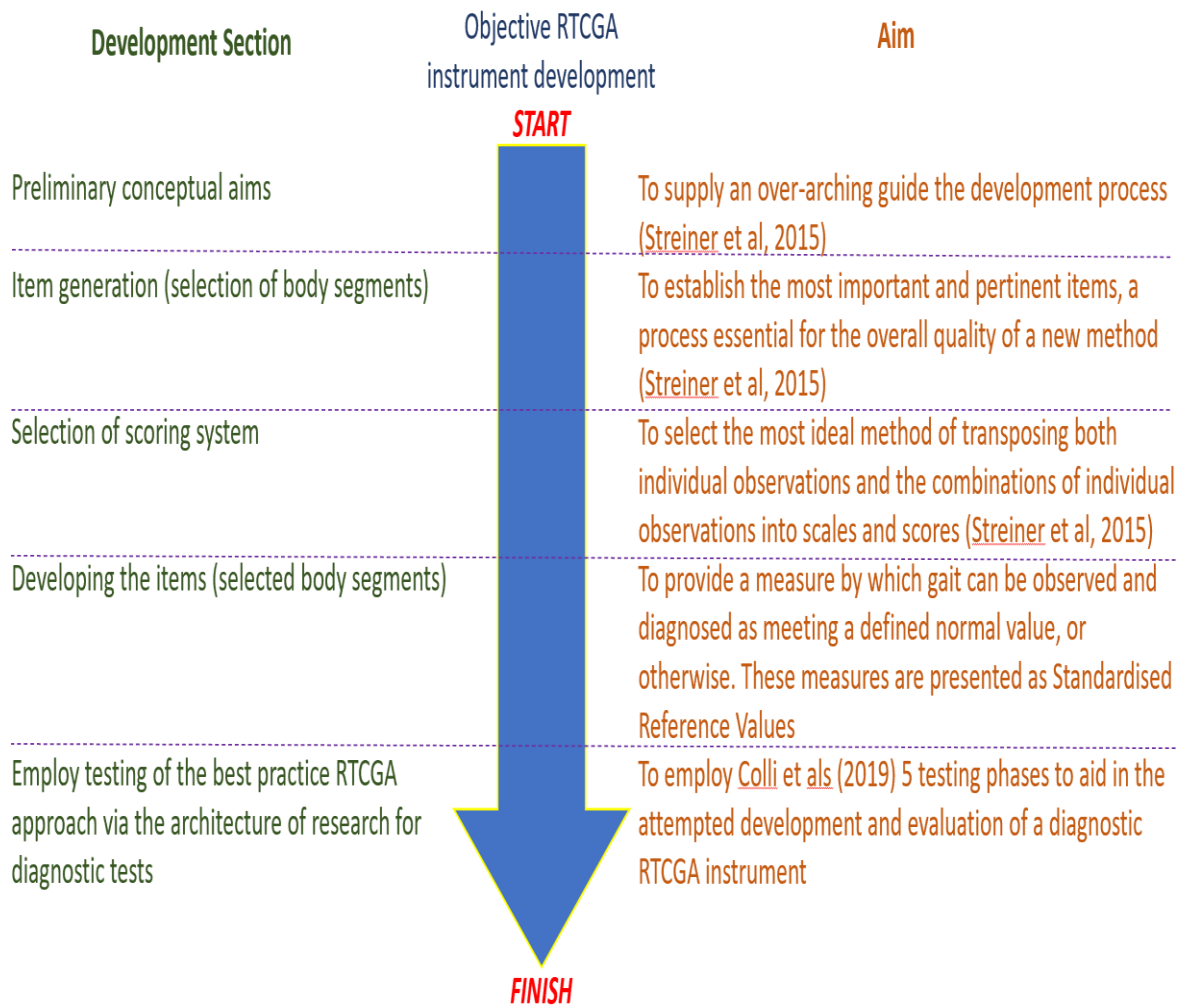 Development Section
Objective RTCGA
instrument development
Aim
START
Preliminary conceptual aims
To supply an over-arching guide the development process
(Streiner et al, 2015)
Item generation (selection of body segments)
To establish the most important and pertinent items, a
process essential for the overall quality of a new method
(Streiner et al, 2015)
Selection of scoring system
To select the most ideal method of transposing both
individual observations and the combinations of individual
observations into scales and scores (Streiner et al, 2015)
Developing the items (selected body segments)
To provide a measure by which gait can be observed and
diagnosed as meeting a defined normal value, or
otherwise. These measures are presented as Standardised
Reference Values
Employ testing of the best practice RTCGA
approach via the architecture of research for
diagnostic tests
To employ Colli et als (2019) 5 testing phases to aid in the
attempted development and evaluation of a diagnostic
RTCGA instrument
FINISH